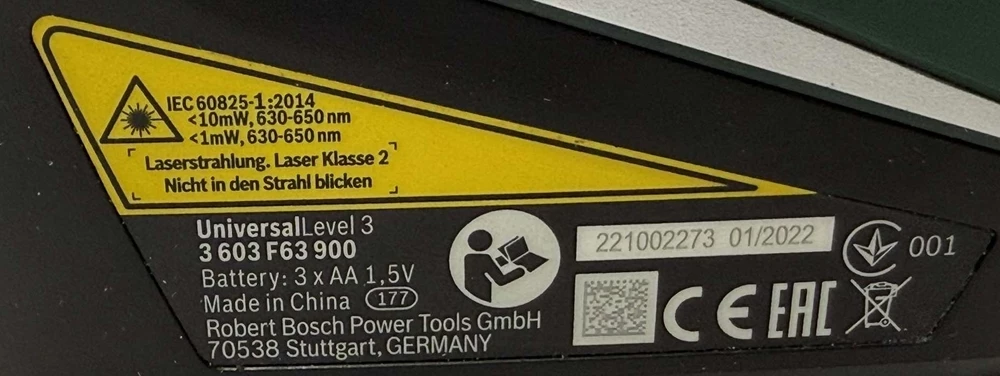 IEC 60825-1:2014
<10mW, 630-650 nm
<1mW, 630-650 nm
Laserstrahlung. Laser Klasse 2
Nicht in den Strahl blicken
UniversalLevel 3
3 603 F63 900
Battery: 3 x AA 1,5V
Made in China 177
Robert Bosch Power Tools GmbH
70538 Stuttgart, GERMANY
221002273 01/2022
001
CE EAC